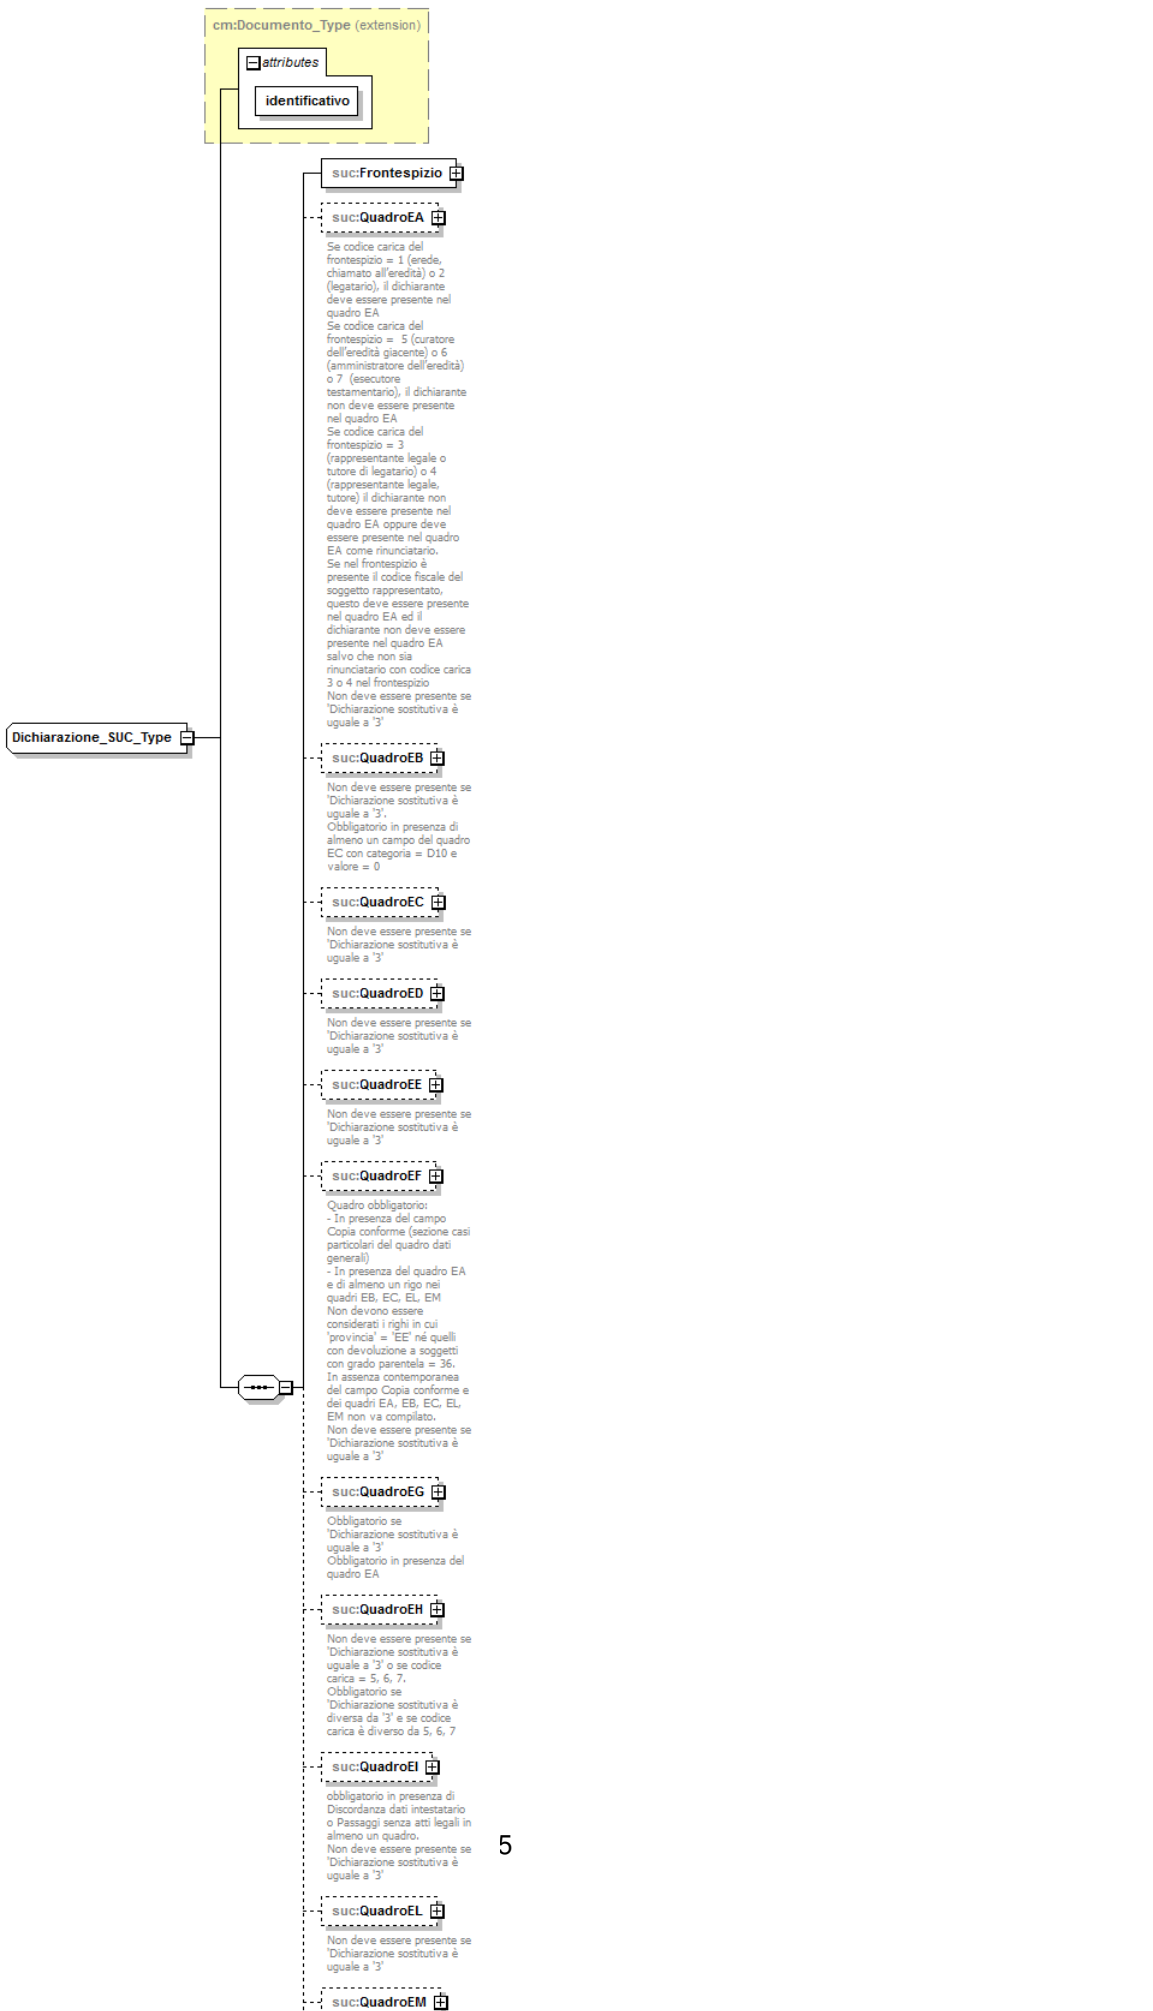 cm:Documento_Type (extension)
attributes
identificativo
suc:Frontespizio
suc:QuadroEA
Se codice carica del
frontespizio = 1 (erede,
chiamato all'eredità) o 2
(legatario), il dichiarante
deve essere presente nel
quadro EA
Se codice carica del
frontespizio =  5 (curatore
dell'eredità giacente) o 6
(amministratore dell'eredità)
o 7  (esecutore
testamentario), il dichiarante
non deve essere presente
nel quadro EA
Se codice carica del
frontespizio = 3
(rappresentante legale o
tutore di legatario) o 4
(rappresentante legale,
tutore) il dichiarante non
deve essere presente nel
quadro EA oppure deve
essere presente nel quadro
EA come rinunciatario.
Se nel frontespizio è
presente il codice fiscale del
soggetto rappresentato,
questo deve essere presente
nel quadro EA ed il
dichiarante non deve essere
presente nel quadro EA
salvo che non sia
rinunciatario con codice carica
3 o 4 nel frontespizio
Non deve essere presente se
'Dichiarazione sostitutiva è
uguale a '3'
Dichiarazione_SUC_Type
suc:QuadroEB
Non deve essere presente se
'Dichiarazione sostitutiva è
uguale a '3'.
Obbligatorio in presenza di
almeno un campo del quadro
EC con categoria = D10 e
valore = 0
suc:QuadroEC
Non deve essere presente se
'Dichiarazione sostitutiva è
uguale a '3'
suc:QuadroED
Non deve essere presente se
'Dichiarazione sostitutiva è
uguale a '3'
suc:QuadroEE
Non deve essere presente se
'Dichiarazione sostitutiva è
uguale a '3'
suc:QuadroEF
Quadro obbligatorio:
- In presenza del campo
Copia conforme (sezione casi
particolari del quadro dati
generali)
- In presenza del quadro EA
e di almeno un rigo nei
quadri EB, EC, EL, EM
Non devono essere
considerati i righi in cui
'provincia' = 'EE' né quelli
con devoluzione a soggetti
con grado parentela = 36.
In assenza contemporanea
del campo Copia conforme e
dei quadri EA, EB, EC, EL,
EM non va compilato.
Non deve essere presente se
'Dichiarazione sostitutiva è
uguale a '3'
suc:QuadroEG
Obbligatorio se
'Dichiarazione sostitutiva è
uguale a '3'
Obbligatorio in presenza del
quadro EA
suc:QuadroEH
Non deve essere presente se
'Dichiarazione sostitutiva è
uguale a '3' o se codice
carica = 5, 6, 7.
Obbligatorio se
'Dichiarazione sostitutiva è
diversa da '3' e se codice
carica è diverso da 5, 6, 7
suc:QuadroEI
obbligatorio in presenza di
Discordanza dati intestatario
o Passaggi senza atti legali in
almeno un quadro.
Non deve essere presente se
'Dichiarazione sostitutiva è
uguale a '3'
5
suc:QuadroEL
Non deve essere presente se
'Dichiarazione sostitutiva è
uguale a '3'
suc:QuadroEM